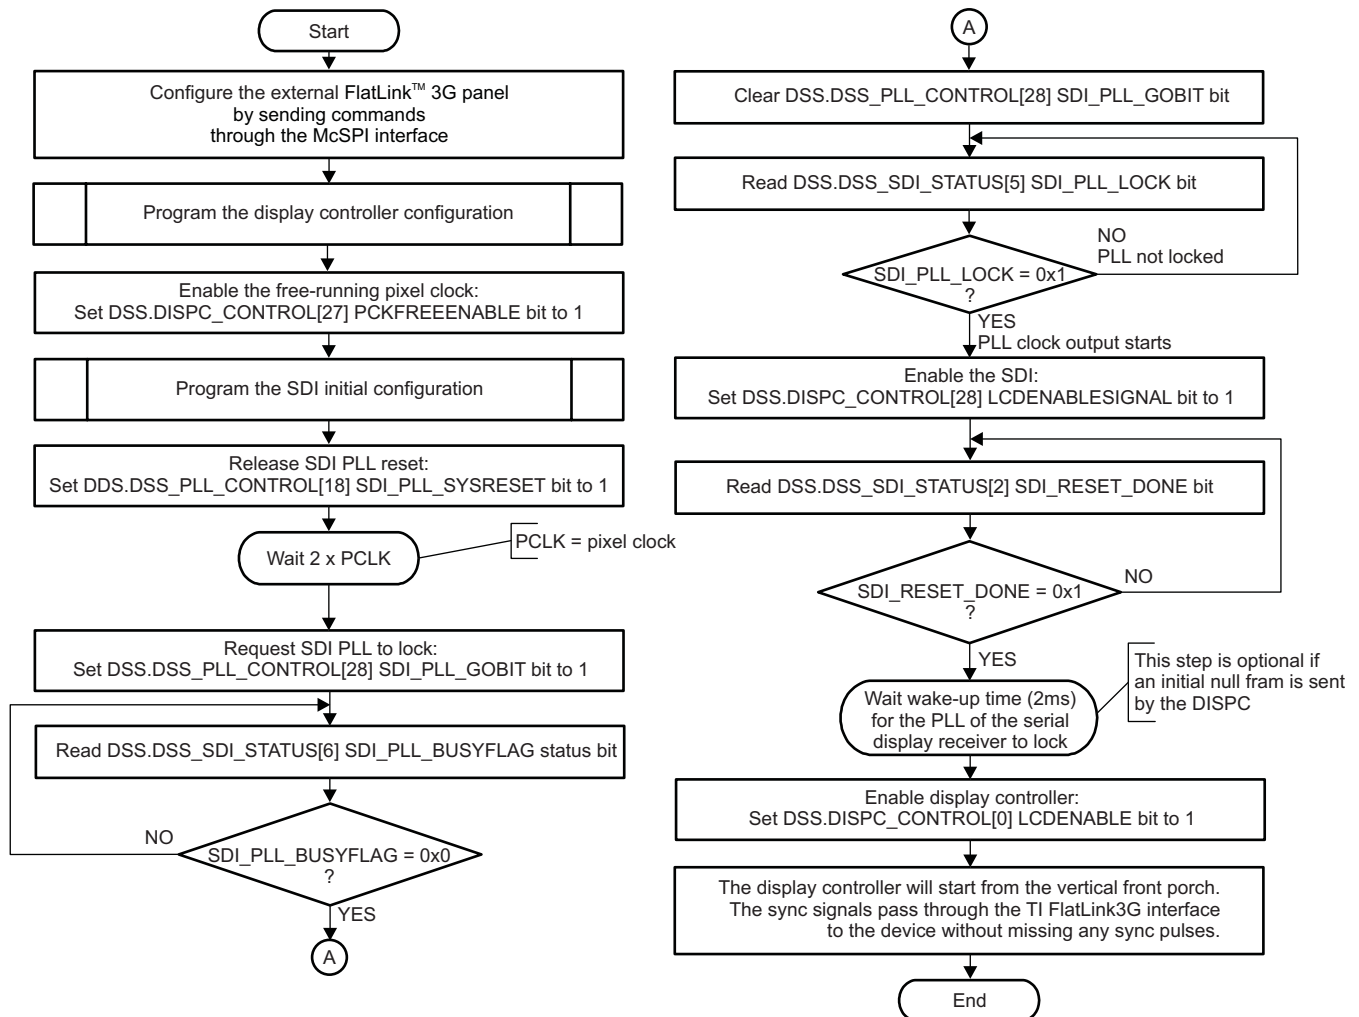 Start
Configure the external FlatLink™ 3G panel
by sending commands
through the McSPI interface
Program the display controller configuration
Enable the free-running pixel clock:
Set DSS.DISPC_CONTROL[27] PCKFREEENABLE bit to 1
Program the SDI initial configuration
Release SDI PLL reset:
Set DDS.DSS_PLL_CONTROL[18] SDI_PLL_SYSRESET bit to 1
Wait 2 x PCLK
PCLK = pixel clock
Request SDI PLL to lock:
Set DSS.DSS_PLL_CONTROL[28] SDI_PLL_GOBIT bit to 1
Read DSS.DSS_SDI_STATUS[6] SDI_PLL_BUSYFLAG status bit
NO
SDI_PLL_BUSYFLAG = 0x0
?
YES
A
A
Clear DSS.DSS_PLL_CONTROL[28] SDI_PLL_GOBIT bit
Read DSS.DSS_SDI_STATUS[5] SDI_PLL_LOCK bit
NO
PLL not locked
SDI_PLL_LOCK = 0x1
?
YES
PLL clock output starts
Enable the SDI:
Set DSS.DISPC_CONTROL[28] LCDENABLESIGNAL bit to 1
Read DSS.DSS_SDI_STATUS[2] SDI_RESET_DONE bit
NO
SDI_RESET_DONE = 0x1
?
YES
This step is optional if
an initial null fram is sent
by the DISPC
Wait wake-up time (2ms)
for the PLL of the serial
display receiver to lock
Enable display controller:
Set DSS.DISPC_CONTROL[0] LCDENABLE bit to 1
The display controller will start from the vertical front porch.
The sync signals pass through the TI FlatLink3G interface
to the device without missing any sync pulses.
End